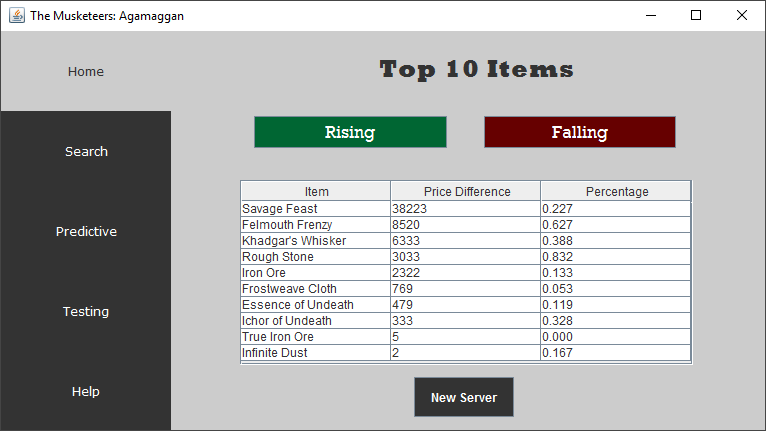 The Musketeers: Agamaggan
Home
Search
Predictive
Testing
Help
Top 10 Items
Rising Falling
Item Price Difference Percentage
Savage Feast 38223 0.227
Felmouth Frenzy 8520 0.627
Khadgar's Whisker 6333 0.388
Rough Stone 3033 0.832
Iron Ore 2322 0.133
Frostweave Cloth 769 0.053
Essence of Undeath 479 0.119
Ichor of Undeath 333 0.328
True Iron Ore 5 0.000
Infinite Dust 2 0.167
New Server